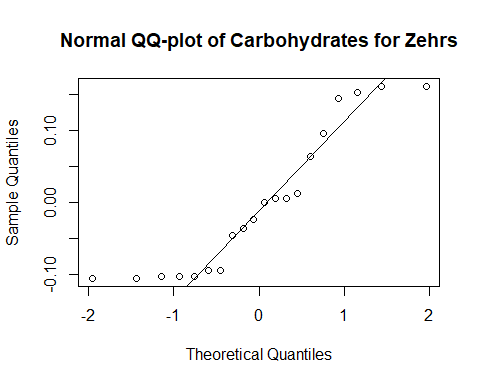 Normal QQ-plot of Carbohydrates for Zehrs
Sample Quantiles
0.10
0.00
-0.10
-2 -1 0 1 2
Theoretical Quantiles